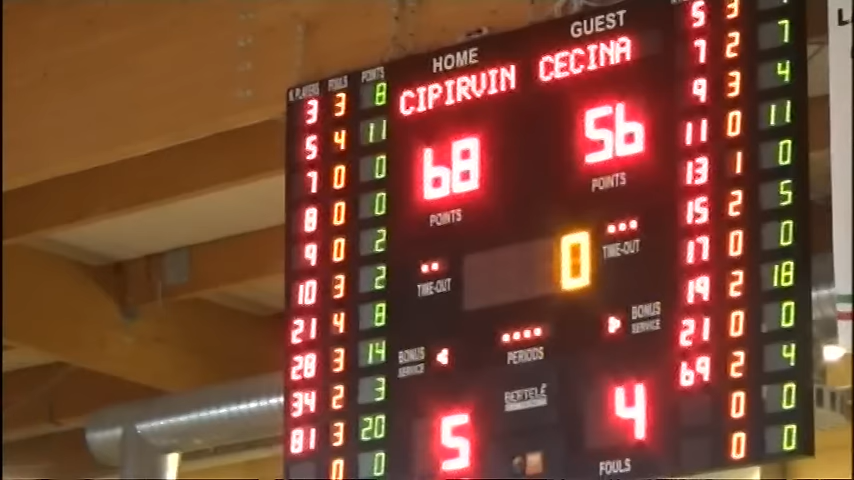 N. PLAYERS FOULS POINTS
3 3 8
5 4 11
7 0 0
8 0 0
9 0 2
10 3 2
21 4 8
28 3 14
34 2 3
81 3 20
0 0
HOME
CIPIRVIN
68
POINTS
TIME-OUT
BONUS
SERVICE
5
0
PERIODS
BERTELÈ
GUEST
CECINA
56
POINTS
TIME-OUT
BONUS
SERVICE
4
FOULS
5 3
7 2 7
9 3 4
11 0 11
13 1 0
15 2 5
17 0 0
19 2 18
21 0 0
69 2 4
0 0
0 0